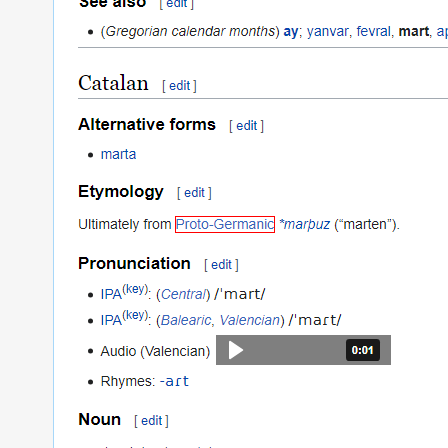 See also [ edit ]
(Gregorian calendar months) ay; yanvar, fevral, mart,
Catalan [ edit ]
Alternative forms [ edit ]
marta
Etymology [ edit ]
Ultimately from Proto-Germanic *marþuz (“marten”).
Pronunciation [ edit ]
IPA(key): (Central) /ˈmart/
IPA(key): (Balearic, Valencian) /ˈmaɾt/
Audio (Valencian) 0:01
Rhymes: -aɾt
Noun [ edit ]